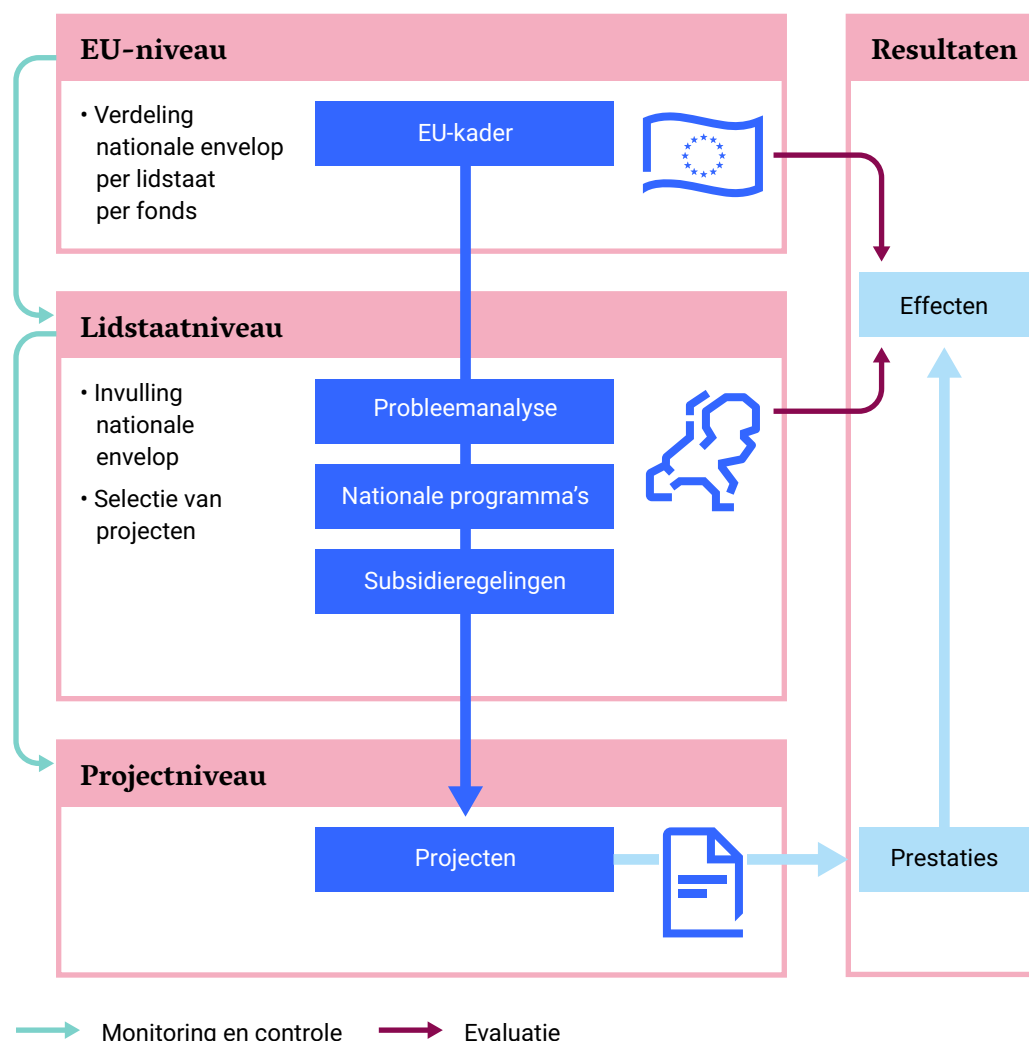 EU-niveau
• Verdeling
nationale envelop
per lidstaat
per fonds
EU-kader
Lidstaatniveau
• Invulling
nationale
envelop
• Selectie van
projecten
Probleemanalyse
Nationale programma's
Subsidieregelingen
Projectniveau
Projecten
Resultaten
Effecten
Prestaties
Monitoring en controle
Evaluatie